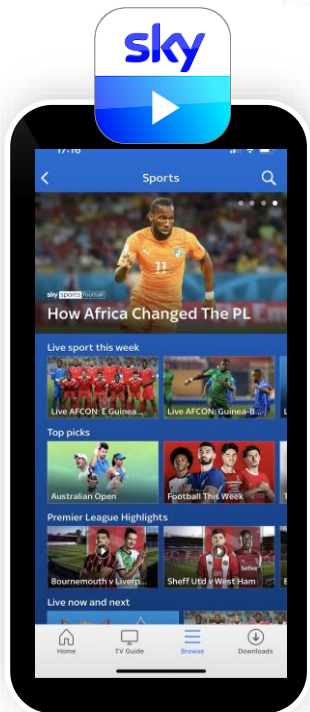 sky
17:16
Sports
11
sky sports football
How Africa Changed The PL
Live sport this week
Live AFCON: E Guinea ...
Live AFCON: Guinea-B...
L
Top picks
Australian Open
Football This Week
T
Premier League Highlights
Bournemouth v Liverp...
Sheff Utd v West Ham
Live now and next
Home
TV Guide
Browse
Downloads